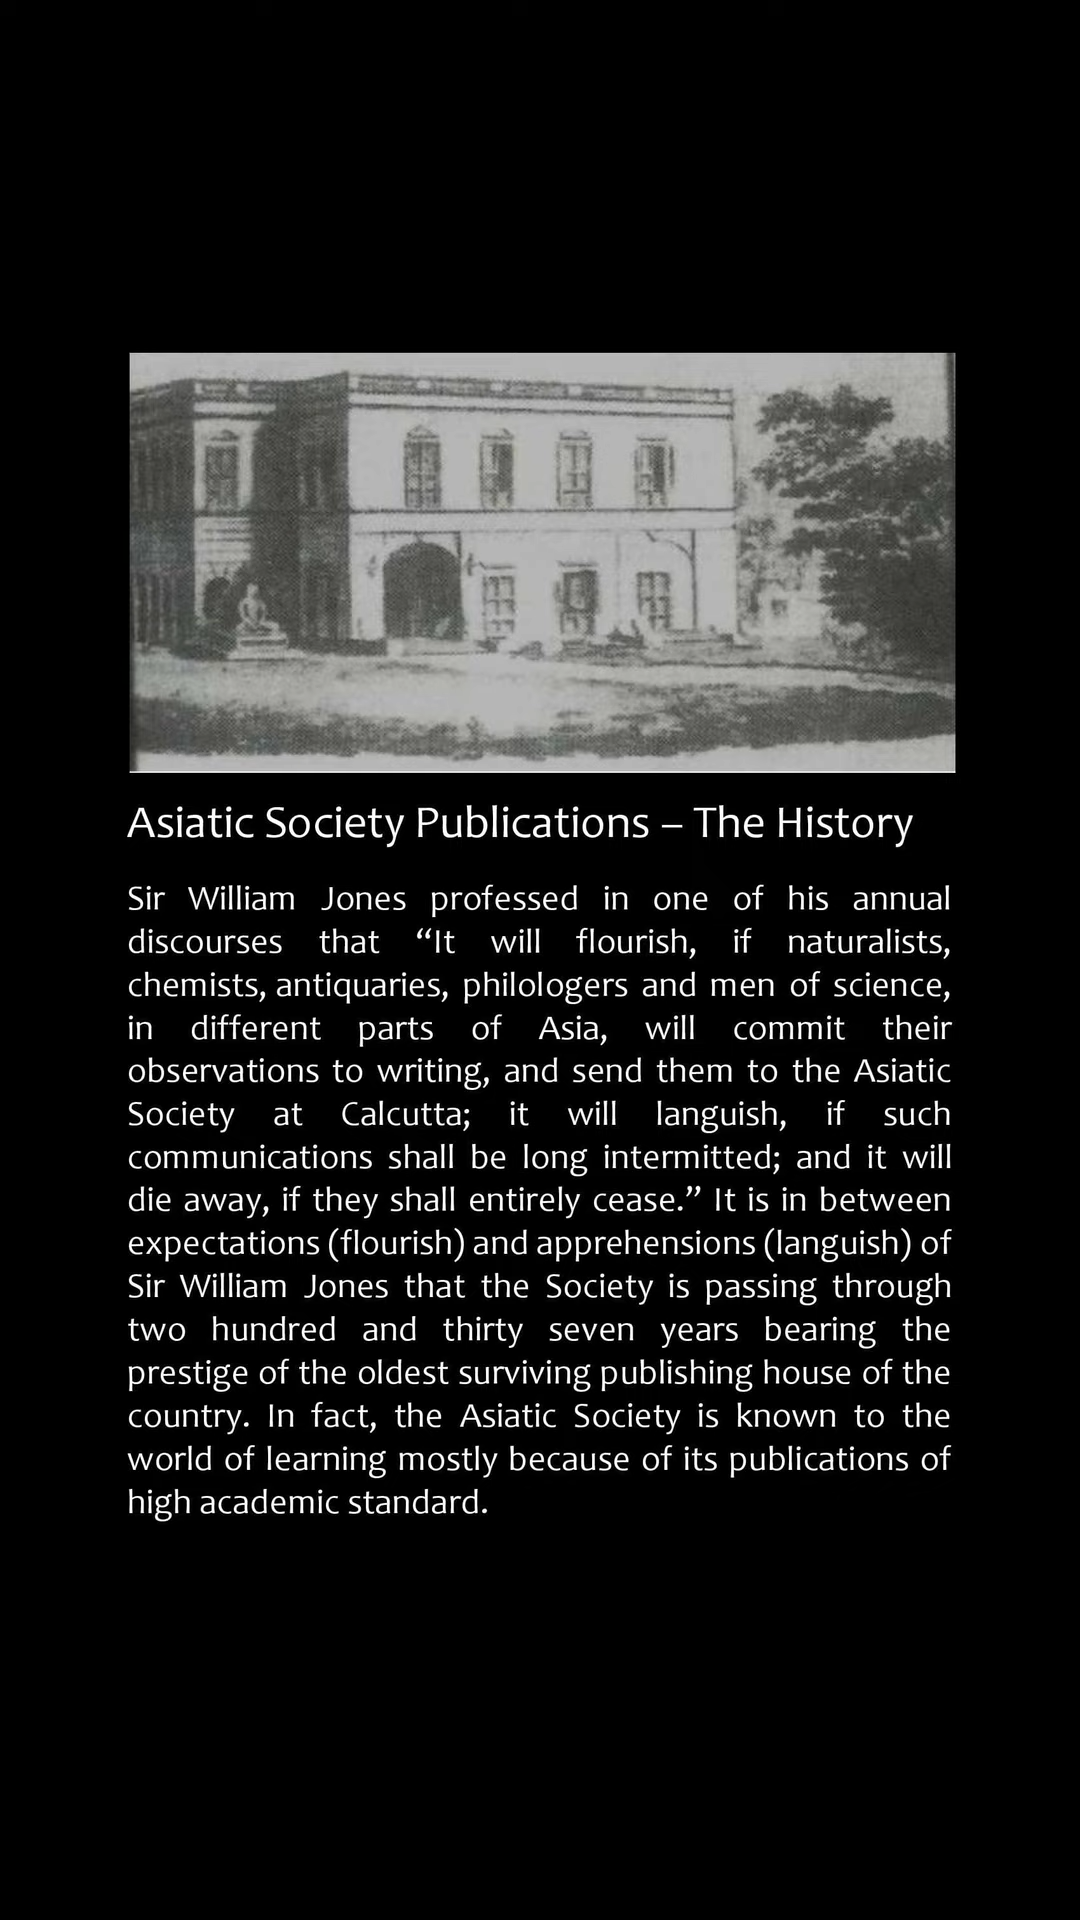 Asiatic Society Publications – The History
Sir William Jones professed in one of his annual
discourses that “It will flourish, if naturalists,
chemists, antiquaries, philologers and men of science,
in different parts of Asia, will commit their
observations to writing, and send them to the Asiatic
Society at Calcutta; it will languish, if such
communications shall be long intermitted; and it will
die away, if they shall entirely cease.” It is in between
expectations (flourish) and apprehensions (languish) of
Sir William Jones that the Society is passing through
two hundred and thirty seven years bearing the
prestige of the oldest surviving publishing house of the
country. In fact, the Asiatic Society is known to the
world of learning mostly because of its publications of
high academic standard.